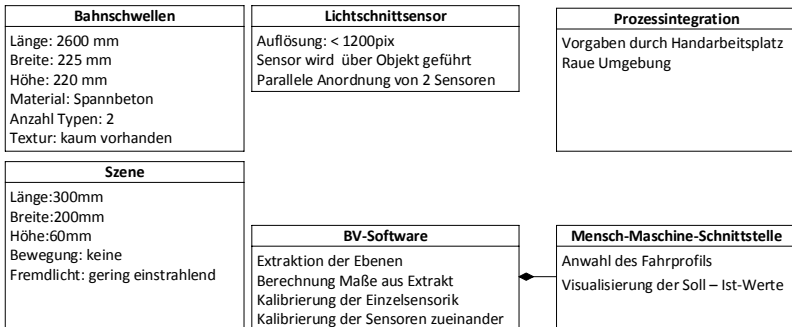 Bahnschwellen
Länge: 2600 mm
Breite: 225 mm
Höhe: 220 mm
Material: Spannbeton
Anzahl Typen: 2
Textur: kaum vorhanden
Lichtschnittsensor
Auflösung: < 1200pix
Sensor wird über Objekt geführt
Parallele Anordnung von 2 Sensoren
Prozessintegration
Vorgaben durch Handarbeitsplatz
Raue Umgebung
Szene
Länge:300mm
Breite:200mm
Höhe:60mm
Bewegung: keine
Fremdlicht: gering einstrahlend
BV-Software
Extraktion der Ebenen
Berechnung Maße aus Extrakt
Kalibrierung der Einzelsensorik
Kalibrierung der Sensoren zueinander
Mensch-Maschine-Schnittstelle
Anwahl des Fahrprofils
Visualisierung der Soll – Ist-Werte